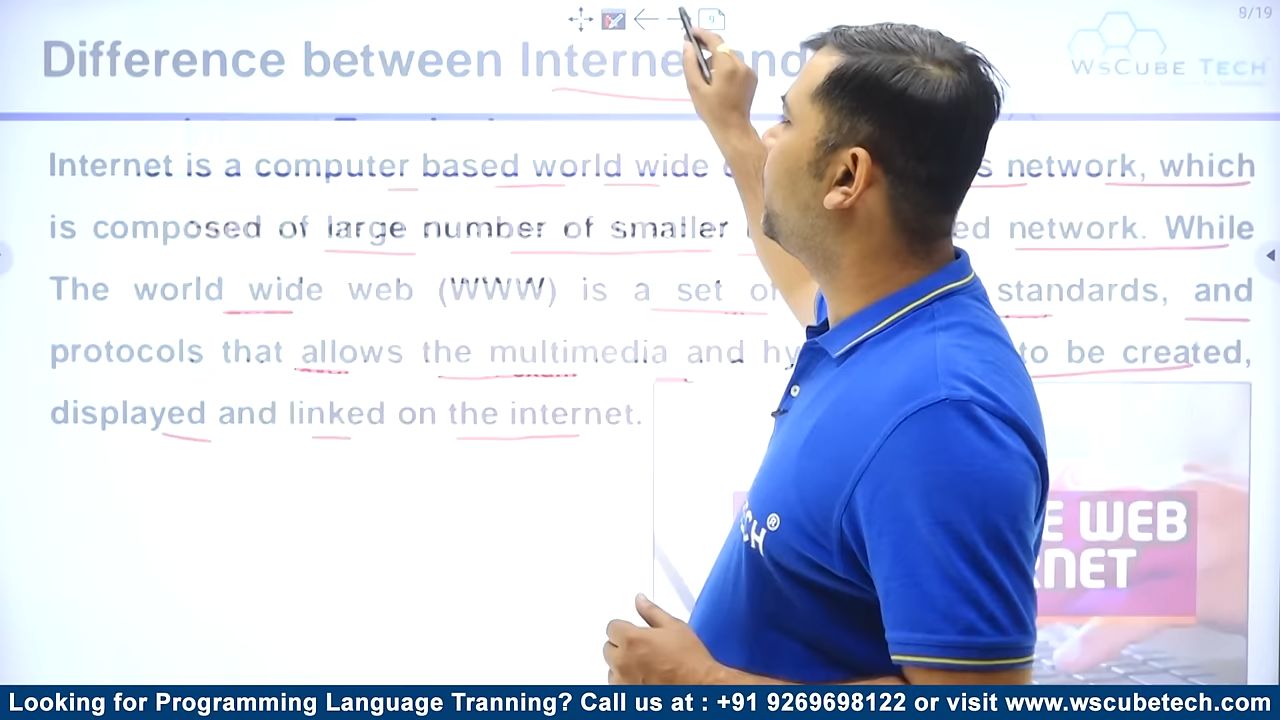 9
9/19
Difference between Interne and
WSCUBE TECH
Internet is a computer based world wide s network, which
is composed of large number of smaller ed network. While
The world wide web (WWW) is a set of standards, and
protocols that allows the multimedia and hy to be created,
displayed and linked on the internet.
ECH®
E WEB
RNET
Looking for Programming Language Tranning? Call us at : +91 9269698122 or visit www.wscubetech.com